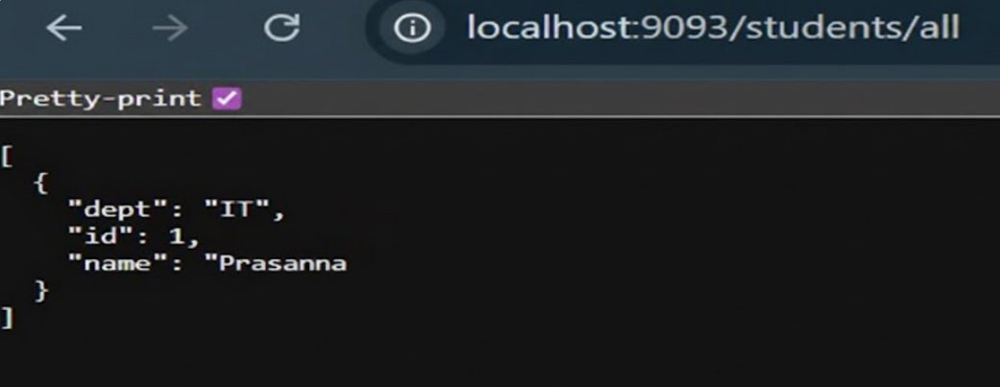 localhost:9093/students/all
Pretty-print
[
{
"dept": "IT",
"id": 1,
"name": "Prasanna
}
]